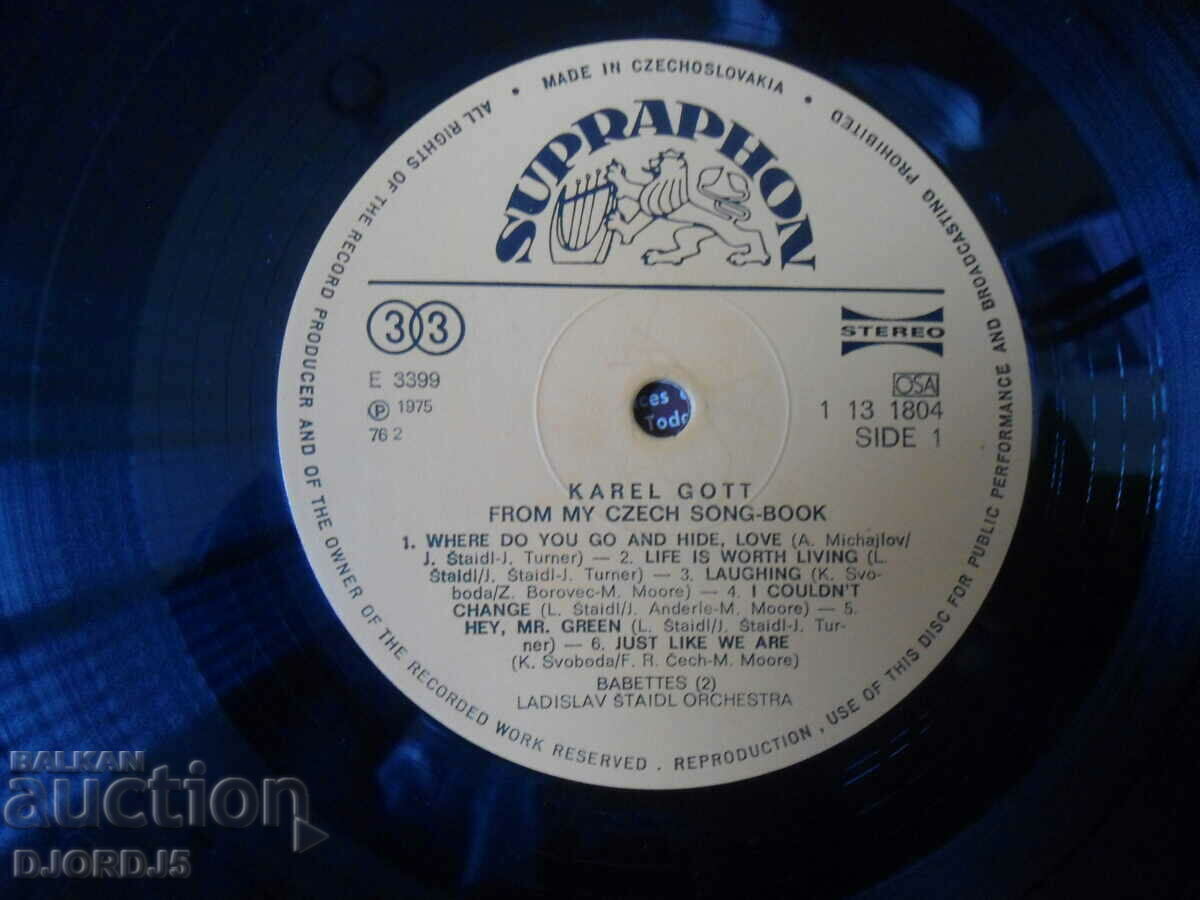 ALL RIGHTS OF THE RECORD PRODUCER AND OF THE OWNER OF THE RECORDED WORK RESERVED . REPRODUCTION , USE OF THIS DISC FOR PUBLIC PERFORMANCE AND BROADCASTING PROHIBITED
• MADE IN CZECHOSLOVAKIA •
SUPRAPHON
33
STEREO
E 3399
OSA
Ⓟ 1975
1 13 1804
76 2
SIDE 1
ces
Tod
KAREL GOTT
FROM MY CZECH SONG-BOOK
1. WHERE DO YOU GO AND HIDE, LOVE (A. Michajlov/
J. Štaidl-J. Turner) — 2. LIFE IS WORTH LIVING (L.
Štaidl/J. Štaidl-J. Turner) — 3. LAUGHING (K. Svo-
boda/Z. Borovec-M. Moore) — 4. I COULDN'T
CHANGE (L. Štaidl/J. Anderle-M. Moore) — 5.
HEY, MR. GREEN (L. Štaidl/J. Štaidl-J. Tur-
ner) — 6. JUST LIKE WE ARE
(K. Svoboda/F. R. Čech-M. Moore)
BABETTES (2)
LADISLAV ŠTAIDL ORCHESTRA
BALKAN
auction
DJORDJ5